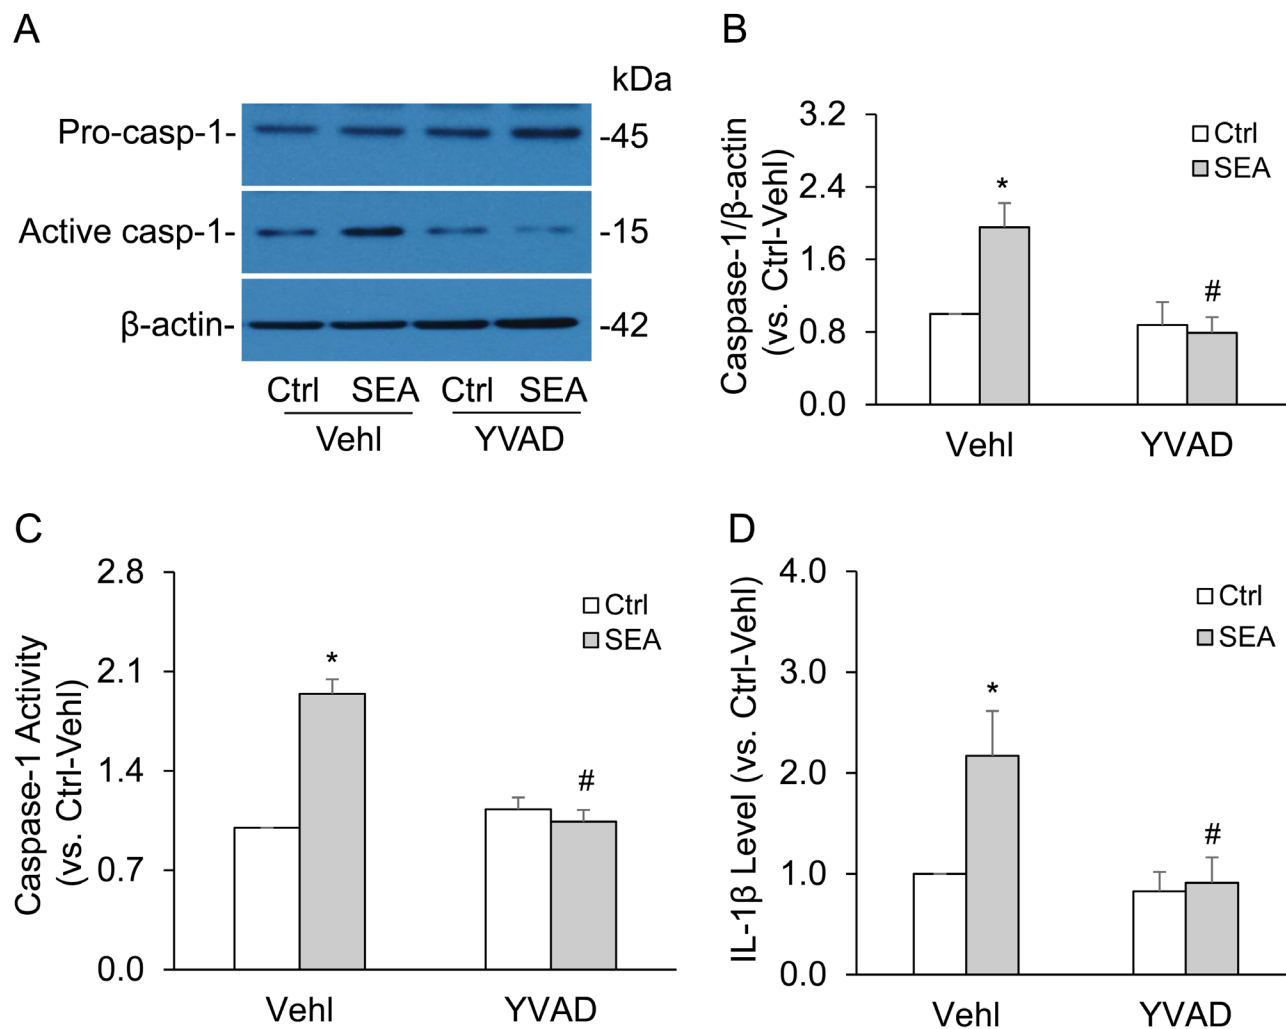 A
kDa
Pro-casp-1- -45
Active casp-1- -15
β-actin- -42
Ctrl SEA Ctrl SEA
Vehl YVAD
B
Caspase-1/β-actin
(vs. Ctrl-Vehl)
3.2
2.4
1.6
0.8
0.0
Ctrl
SEA
*
#
Vehl YVAD
C
Caspase-1 Activity
(vs. Ctrl-Vehl)
2.8
2.1
1.4
0.7
0.0
Ctrl
SEA
*
#
Vehl YVAD
D
IL-1β Level (vs. Ctrl-Vehl)
4.0
3.0
2.0
1.0
0.0
Ctrl
SEA
*
#
Vehl YVAD